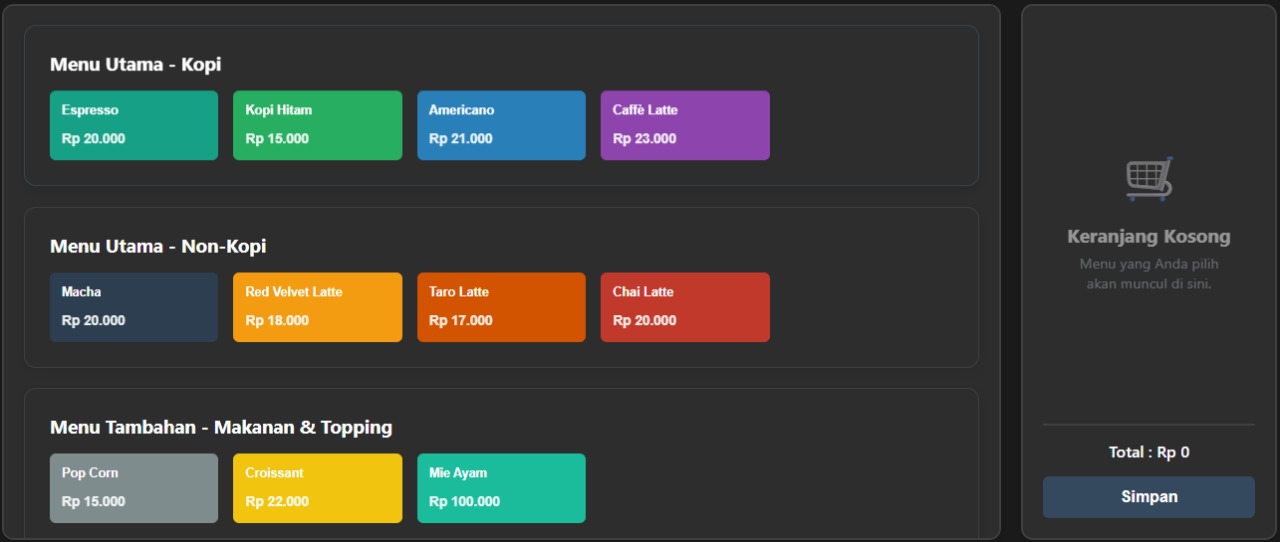 Menu Utama - Kopi
Espresso
Rp 20.000
Kopi Hitam
Rp 15.000
Americano
Rp 21.000
Caffè Latte
Rp 23.000
Menu Utama - Non-Kopi
Macha
Rp 20.000
Red Velvet Latte
Rp 18.000
Taro Latte
Rp 17.000
Chai Latte
Rp 20.000
Menu Tambahan - Makanan & Topping
Pop Corn
Rp 15.000
Croissant
Rp 22.000
Mie Ayam
Rp 100.000
Keranjang Kosong
Menu yang Anda pilih
akan muncul di sini.
Total : Rp 0
Simpan